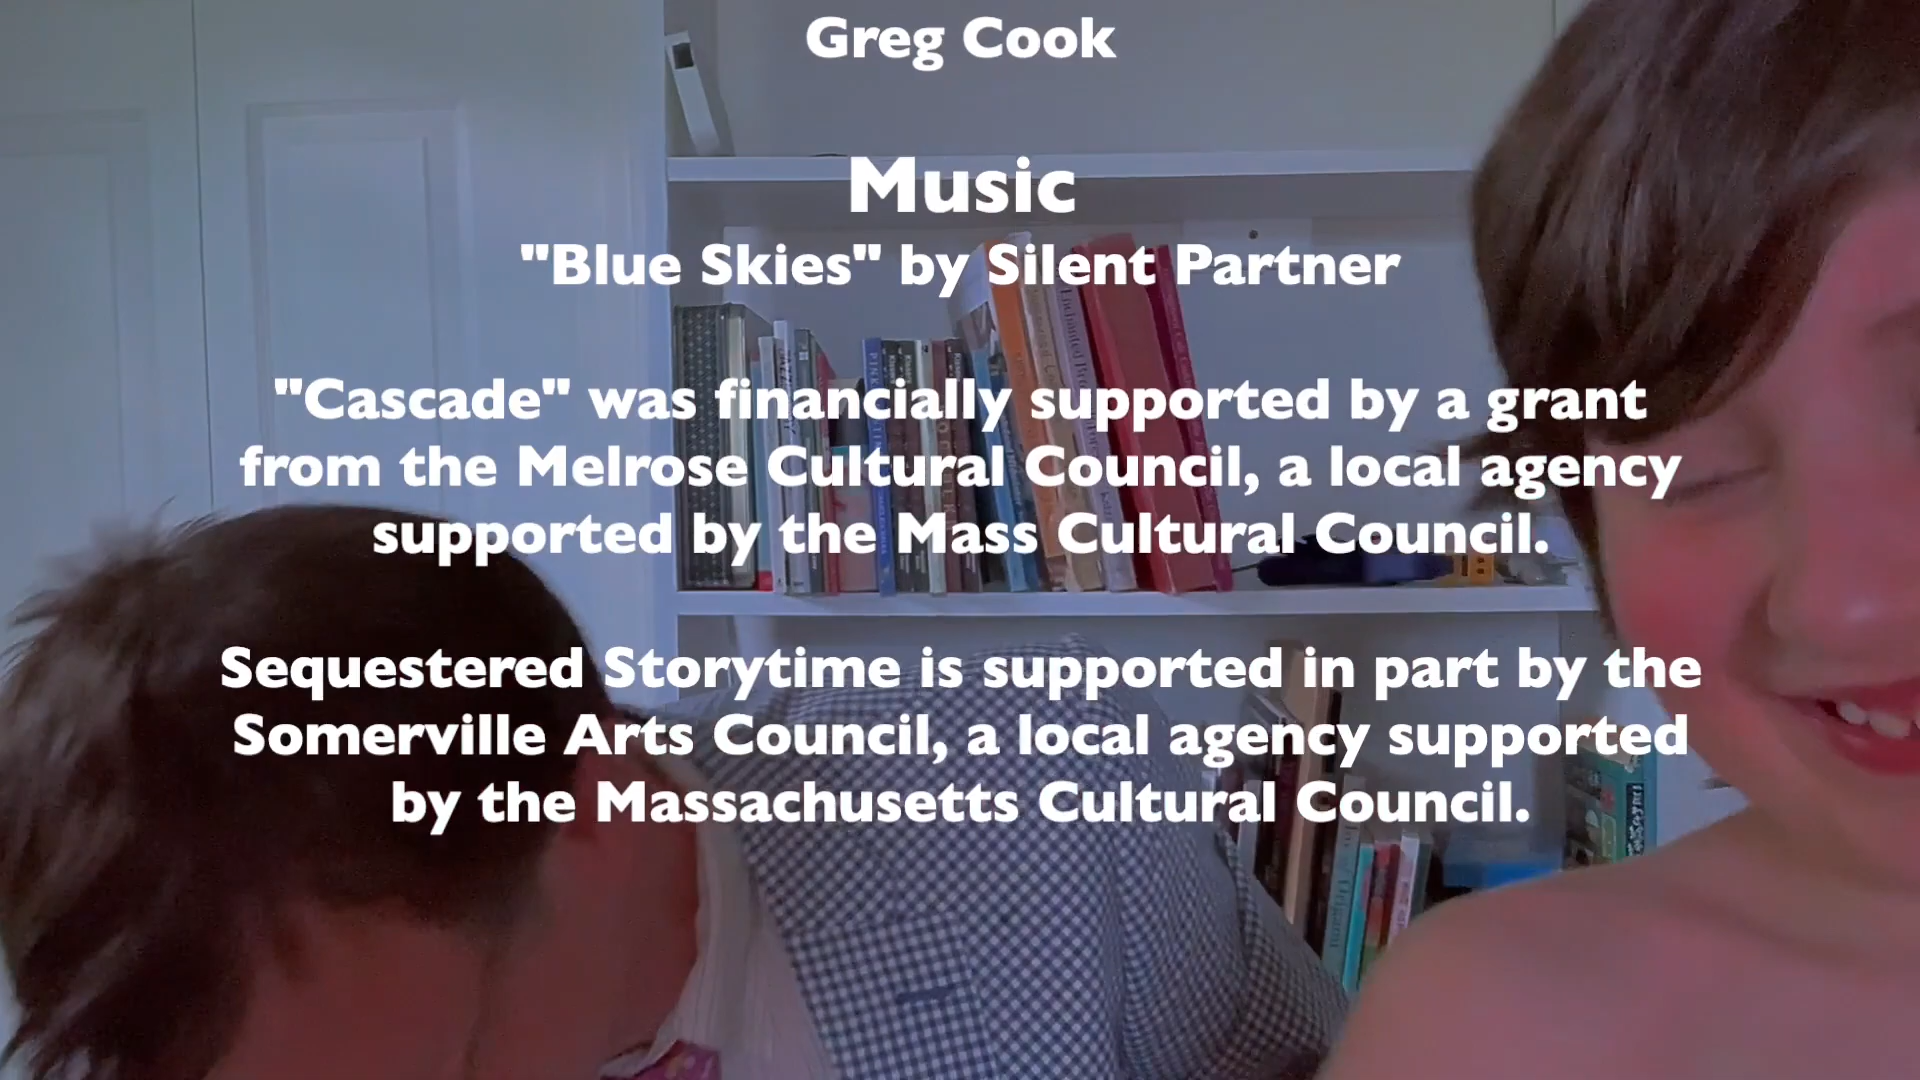 Greg Cook
Music
"Blue Skies" by Silent Partner
"Cascade" was financially supported by a grant
from the Melrose Cultural Council, a local agency
supported by the Mass Cultural Council.
Sequestered Storytime is supported in part by the
Somerville Arts Council, a local agency supported
by the Massachusetts Cultural Council.